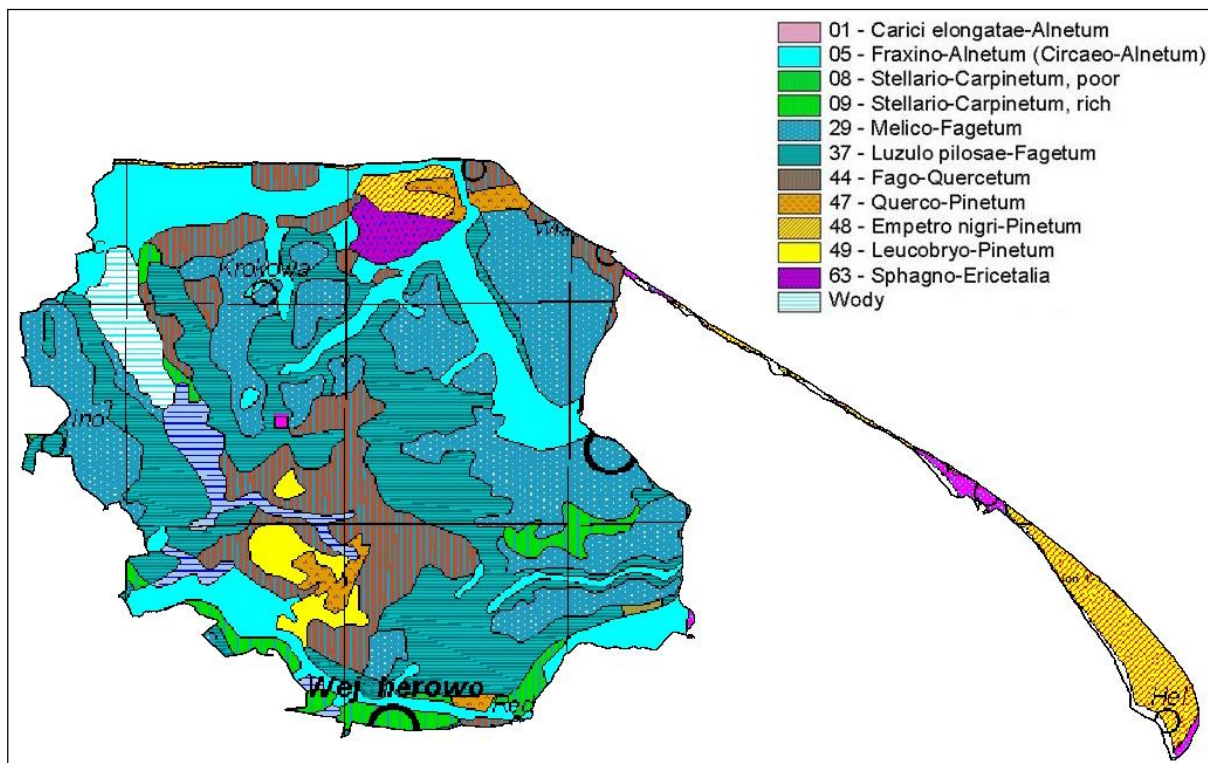 01 - Carici elongatae-Alnetum
05 - Fraxino-Alnetum (Circaeo-Alnetum)
08 - Stellario-Carpinetum, poor
09 - Stellario-Carpinetum, rich
29 - Melico-Fagetum
37 - Luzulo pilosae-Fagetum
44 - Fago-Quercetum
47 - Querco-Pinetum
48 - Empetro nigri-Pinetum
49 - Leucobryo-Pinetum
63 - Sphagno-Ericetalia
Wody
Krokowa
Wej herowo
Hel